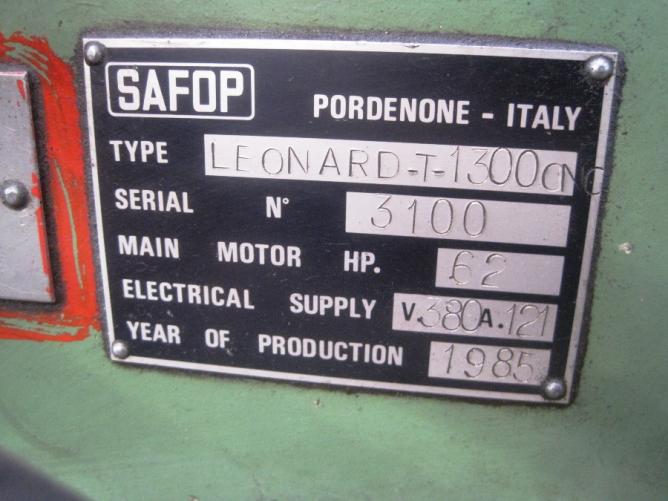 SAFOP
PORDENONE - ITALY
TYPE LEONARD-T-1300CNC
SERIAL N° 3100
MAIN MOTOR HP. 62
ELECTRICAL SUPPLY V.380A.121
YEAR OF PRODUCTION 1985